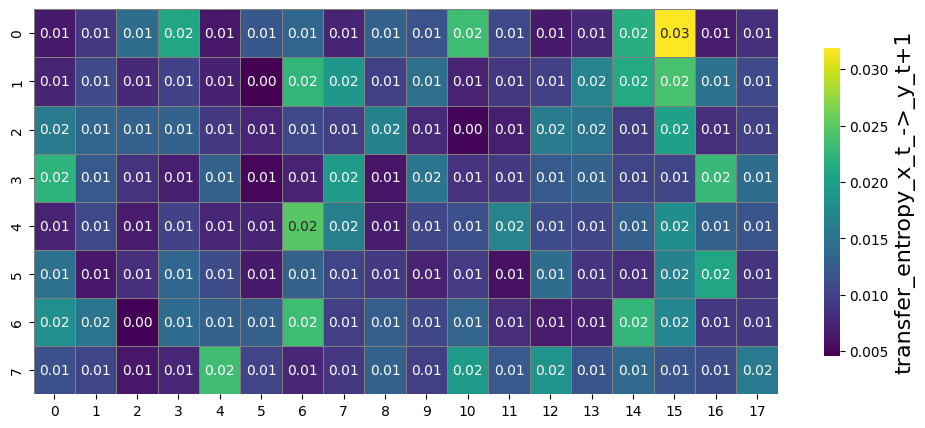 0 0.01 0.01 0.01 0.02 0.01 0.01 0.01 0.01 0.01 0.01 0.02 0.01 0.01 0.01 0.02 0.03 0.01 0.01
1 0.01 0.01 0.01 0.01 0.01 0.00 0.02 0.02 0.01 0.01 0.01 0.01 0.01 0.02 0.02 0.02 0.01 0.01
2 0.02 0.01 0.01 0.01 0.01 0.01 0.01 0.01 0.02 0.01 0.00 0.01 0.02 0.02 0.01 0.02 0.01 0.01
3 0.02 0.01 0.01 0.01 0.01 0.01 0.01 0.02 0.01 0.02 0.01 0.01 0.01 0.01 0.01 0.01 0.02 0.01
4 0.01 0.01 0.01 0.01 0.01 0.01 0.02 0.02 0.01 0.01 0.01 0.02 0.01 0.01 0.01 0.02 0.01 0.01
5 0.01 0.01 0.01 0.01 0.01 0.01 0.01 0.01 0.01 0.01 0.01 0.01 0.01 0.01 0.01 0.02 0.02 0.01
6 0.02 0.02 0.00 0.01 0.01 0.01 0.02 0.01 0.01 0.01 0.01 0.01 0.01 0.01 0.02 0.02 0.01 0.01
7 0.01 0.01 0.01 0.01 0.02 0.01 0.01 0.01 0.01 0.01 0.02 0.01 0.02 0.01 0.01 0.01 0.01 0.02
0 1 2 3 4 5 6 7 8 9 10 11 12 13 14 15 16 17
0.030
0.025
0.020
0.015
0.010
0.005
transfer_entropy_x_t_->_y_t+1